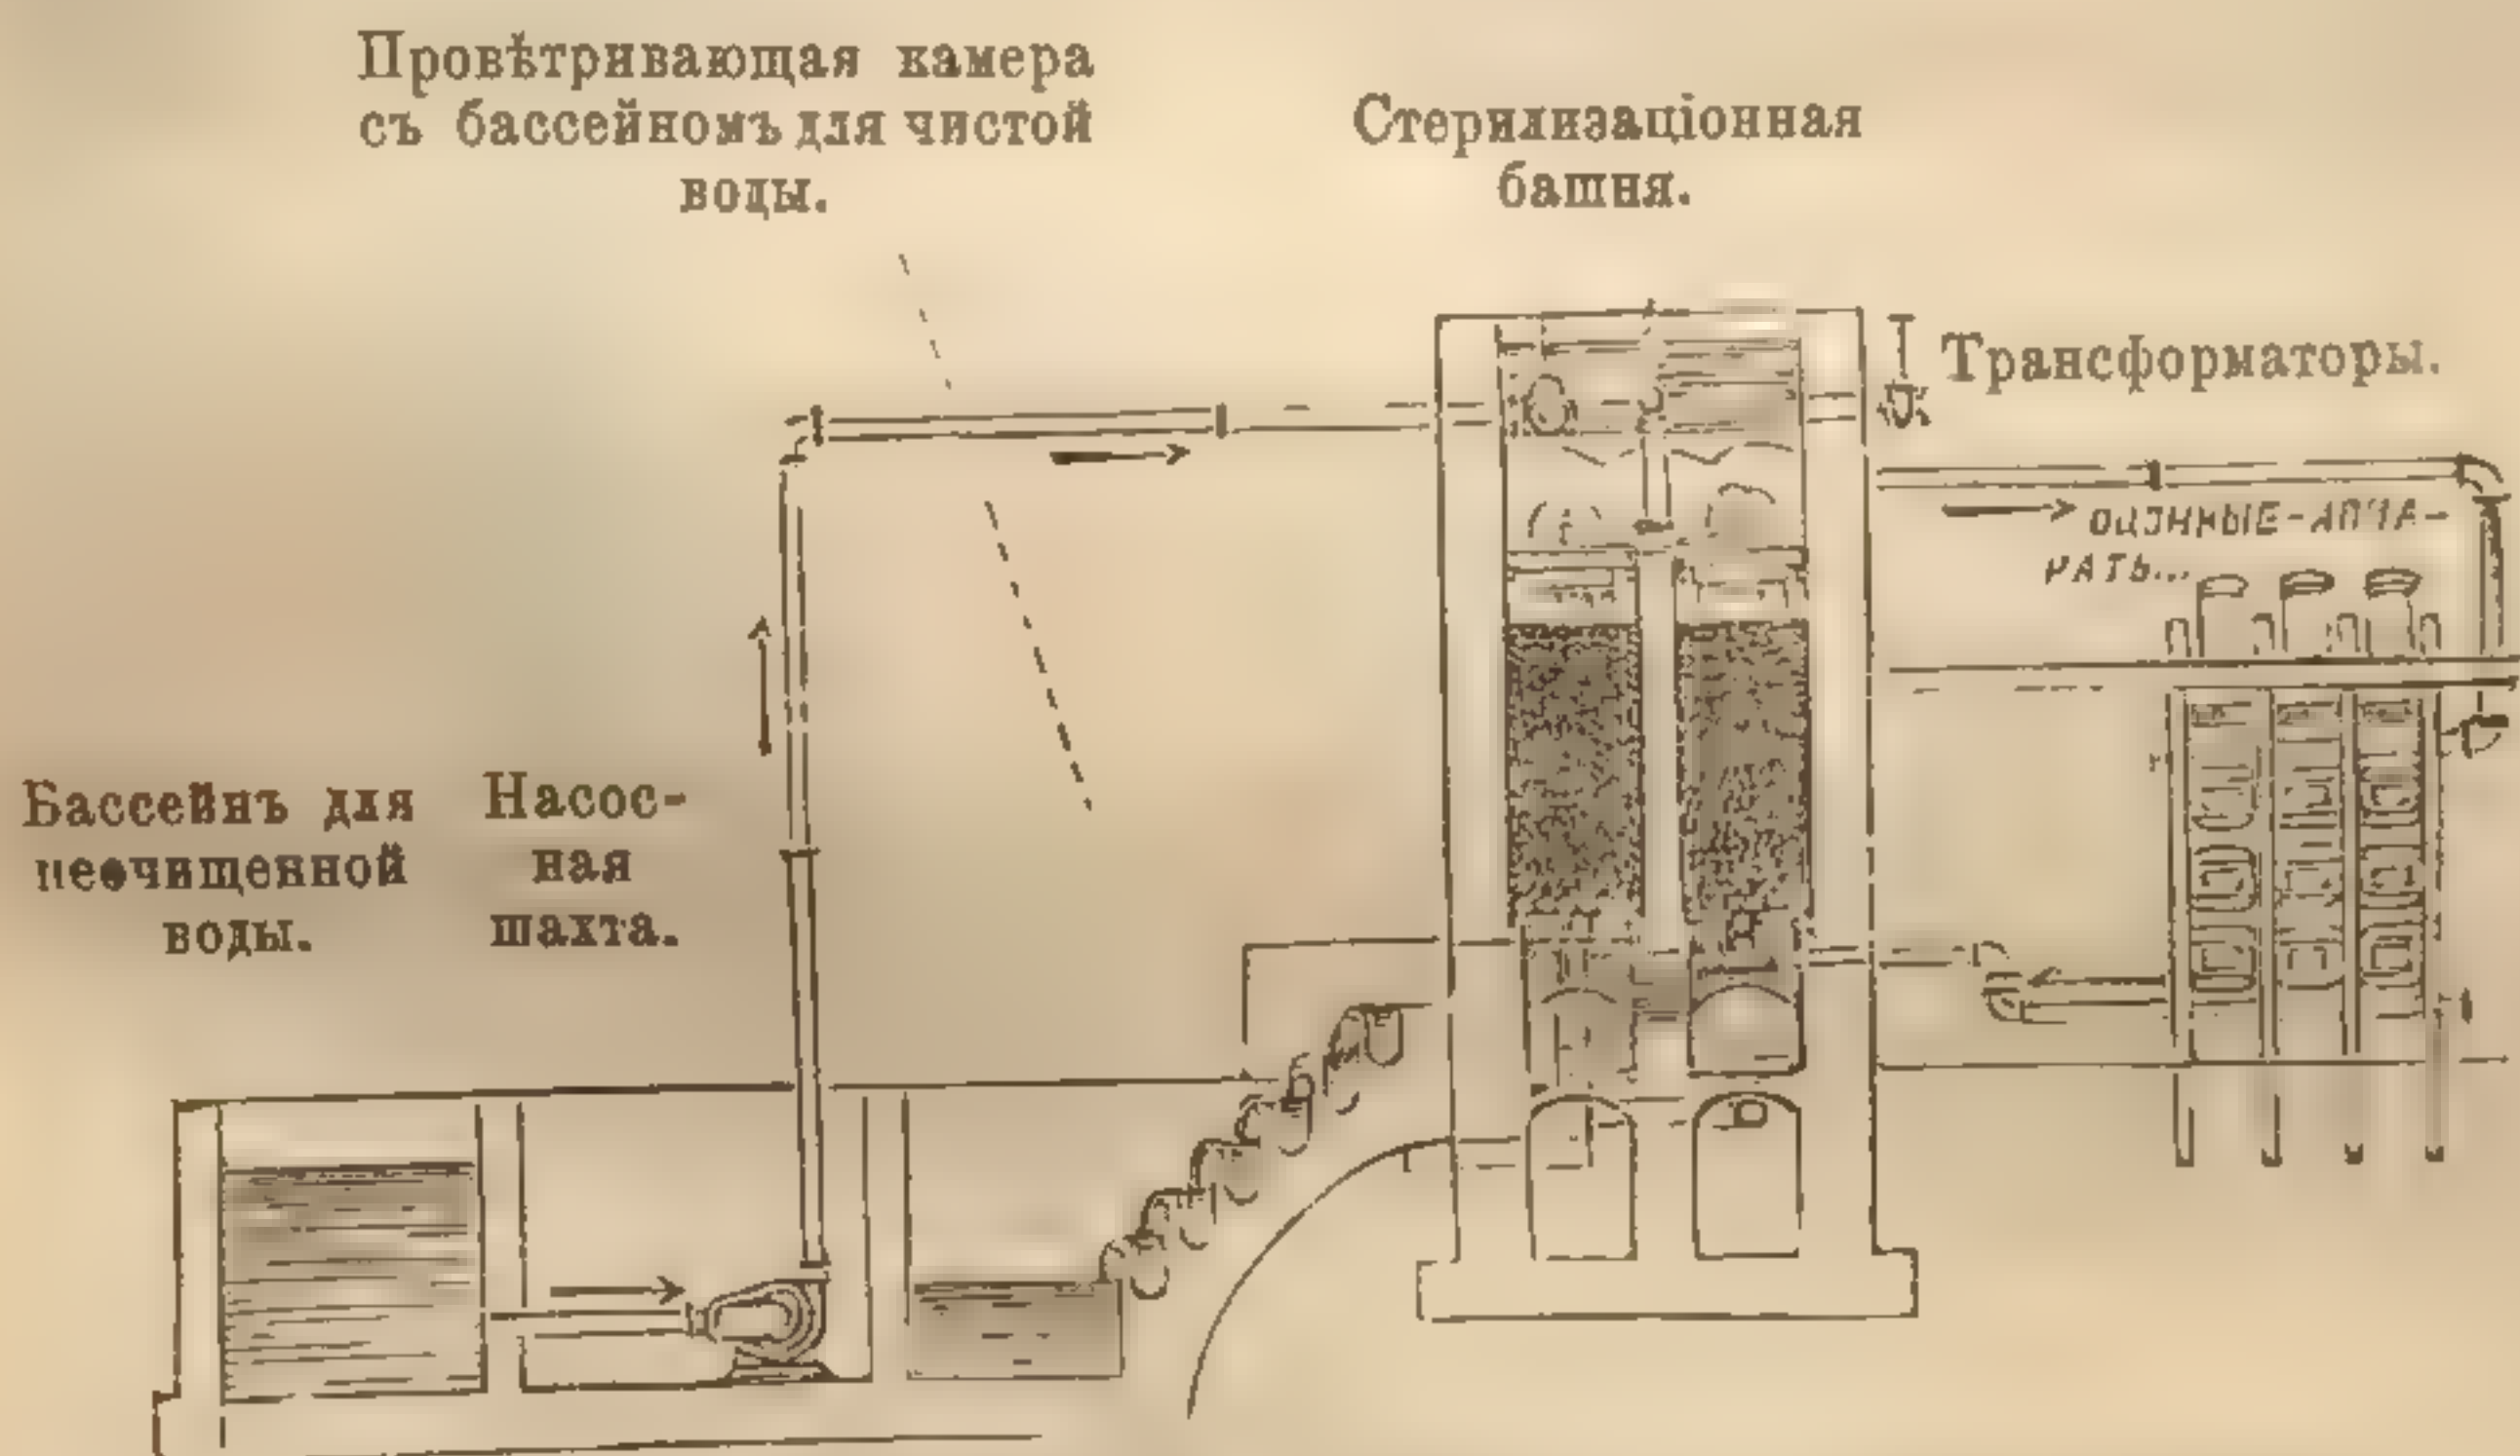 Провѣтривающая камера
съ бассейномъ для чистой
воды.
Стерилизаціонная
башня.
Трансформаторы.
Бассейнъ для
неочищенной
воды.
Насос-
ная
шахта.